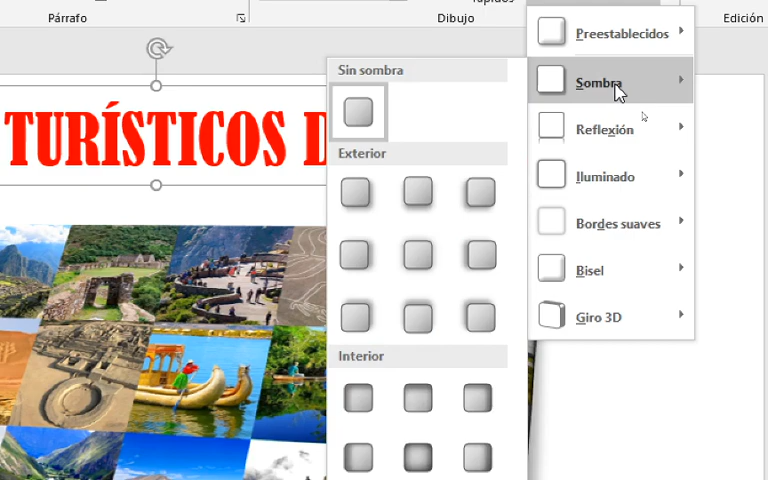 Rápidos
Párrafo
Dibujo
Edición
Preestablecidos
Sin sombra
Sombra
TURÍSTICOS D
Exterior
Reflexión
Iluminado
Bordes suaves
Bisel
Giro 3D
Interior